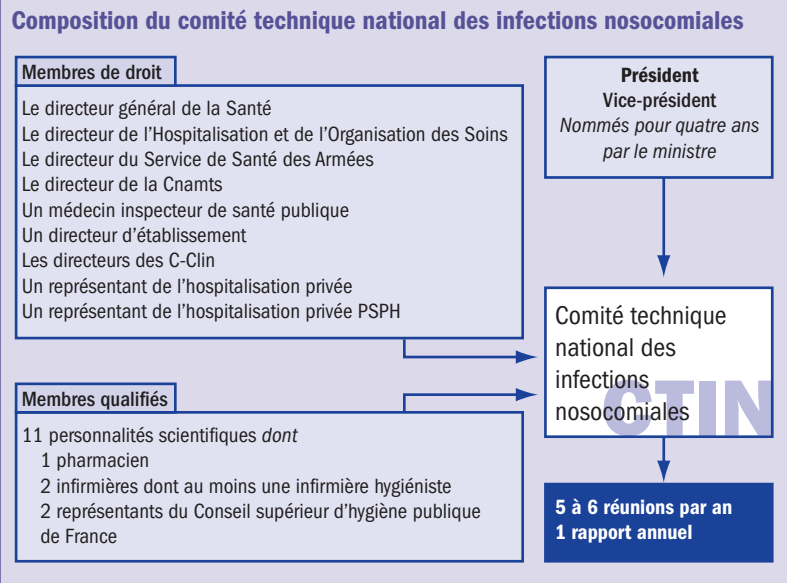 Composition du comité technique national des infections nosocomiales
Membres de droit
Le directeur général de la Santé
Le directeur de l'Hospitalisation et de l'Organisation des Soins
Le directeur du Service de Santé des Armées
Le directeur de la Cnamts
Un médecin inspecteur de santé publique
Un directeur d'établissement
Les directeurs des C-Clin
Un représentant de l'hospitalisation privée
Un représentant de l'hospitalisation privée PSPH
Membres qualifiés
11 personnalités scientifiques dont
1 pharmacien
2 infirmières dont au moins une infirmière hygiéniste
2 représentants du Conseil supérieur d'hygiène publique
de France
Président
Vice-président
Nommés pour quatre ans
par le ministre
Comité technique
national des
infections
nosocomiales
CTIN
5 à 6 réunions par an
1 rapport annuel